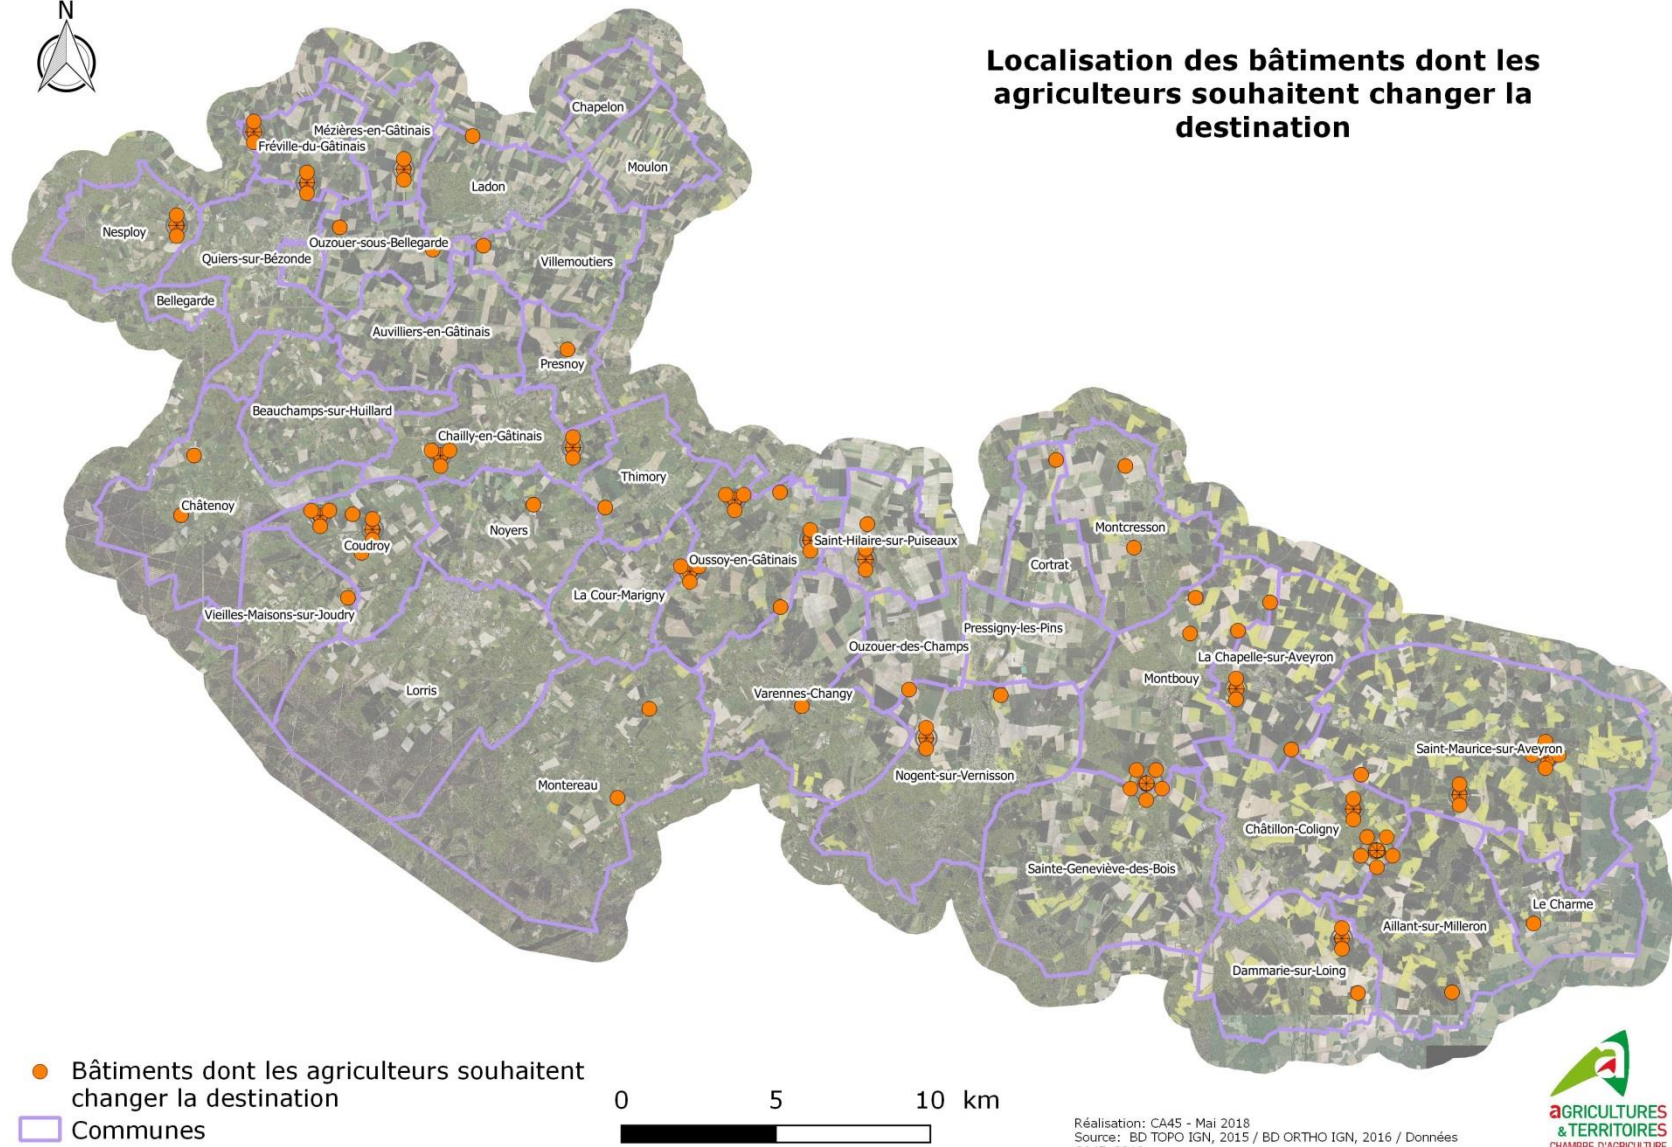 N
Localisation des bâtiments dont les
agriculteurs souhaitent changer la
destination
Chapelon
Mézières-en-Gâtinais
Fréville-du-Gâtinais
Moulon
Ladon
Nesploy
Ouzouer-sous-Bellegarde
Quiers-sur-Bézonde
Villemoutiers
Bellegarde
Auvilliers-en-Gâtinais
Presnoy
Beauchamps-sur-Huillard
Chailly-en-Gâtinais
Thimory
Châtenoy
Noyers
Montcresson
Coudroy
Saint-Hilaire-sur-Puiseaux
Oussoy-en-Gâtinais
Cortrat
La Cour-Marigny
Vieilles-Maisons-sur-Joudry
Pressigny-les-Pins
Ouzouer-des-Champs
La Chapelle-sur-Aveyron
Montbouy
Lorris
Varennes-Changy
Saint-Maurice-sur-Aveyron
Nogent-sur-Vernisson
Montereau
Châtillon-Coligny
Sainte-Geneviève-des-Bois
Le Charme
Aillant-sur-Milleron
Dammarie-sur-Loing
Bâtiments dont les agriculteurs souhaitent
changer la destination
Communes
0 5 10 km
Réalisation: CA45 - Mai 2018
Source: BD TOPO IGN, 2015 / BD ORTHO IGN, 2016 / Données
a
AGRICULTURES
& TERRITOIRES
CHAMBRE D'AGRICULTURE